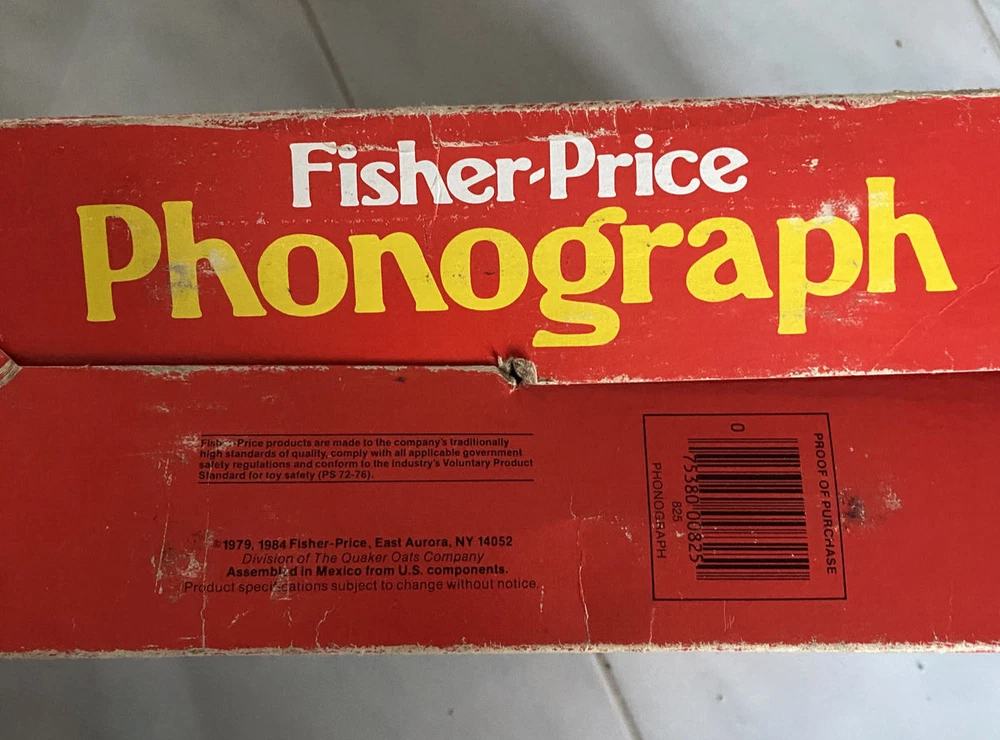 Fisher-Price
Phonograph
Fisher-Price products are made to the company's traditionally
high standards of quality, comply with all applicable government
safety regulations and conform to the industry's Voluntary Product
Standard for toy safety (PS 72-76).
©1979, 1984 Fisher-Price, East Aurora, NY 14052
Division of The Quaker Oats Company
Assembled in Mexico from U.S. components.
Product specifications subject to change without notice.
PROOF OF PURCHASE
0
75380 00825
825
PHONOGRAPH